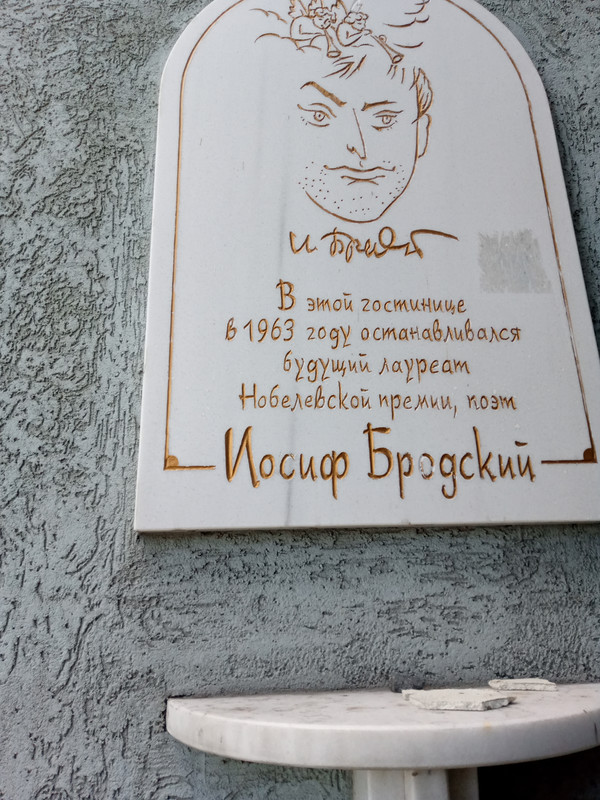 И. Бродский
В этой гостинице
в 1963 году останавливался
будущий лауреат
Нобелевской премии, поэт
Иосиф Бродский